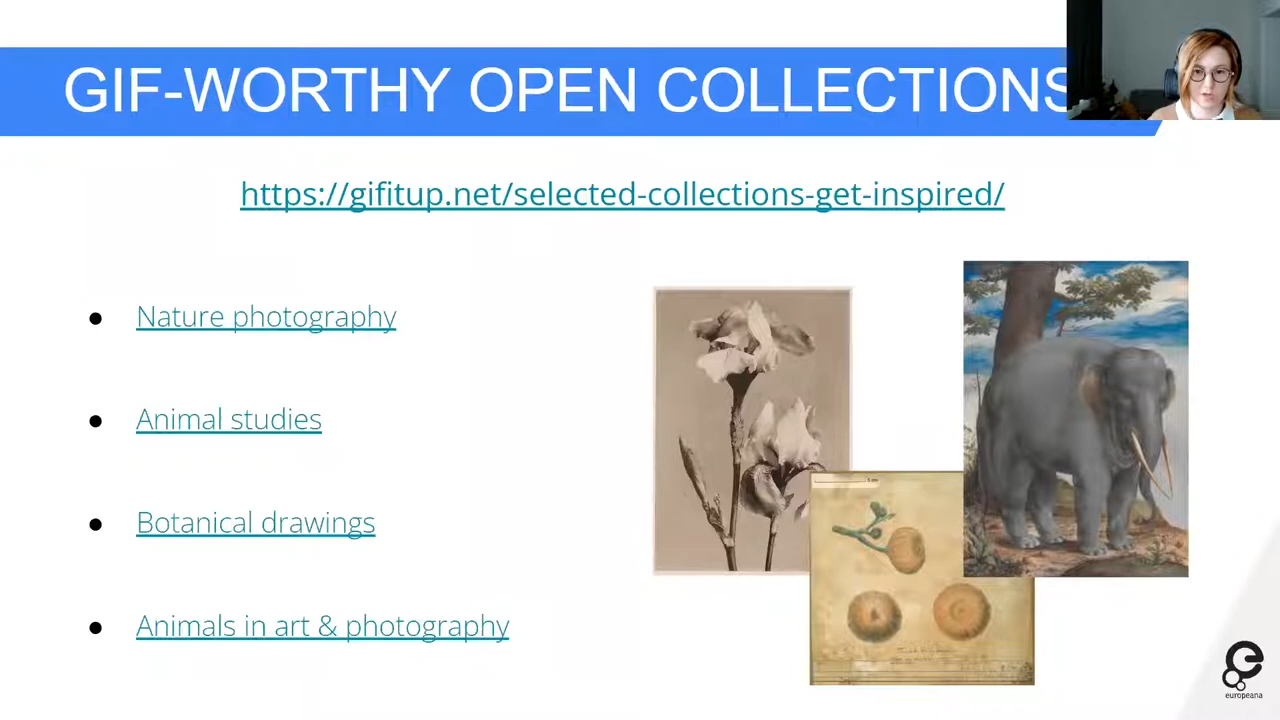 GIF-WORTHY OPEN COLLECTIONS
https://gifitup.net/selected-collections-get-inspired/
Nature photography
Animal studies
Botanical drawings
Animals in art & photography
europeana